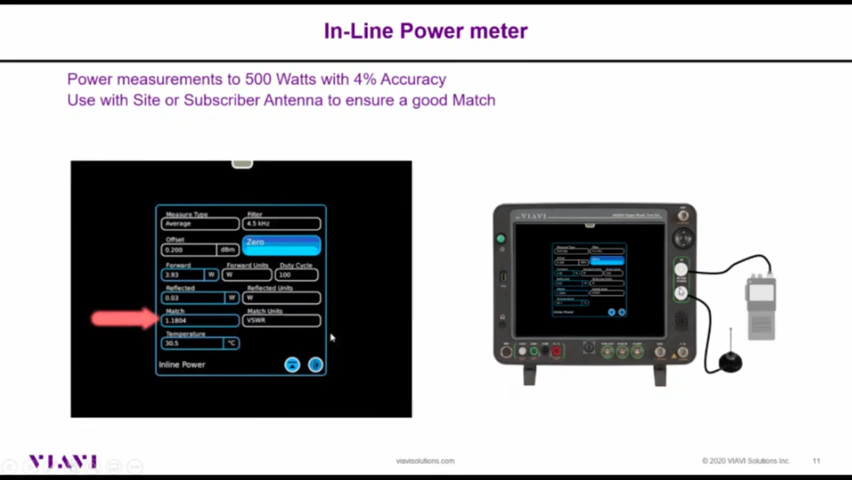 In-Line Power meter
Power measurements to 500 Watts with 4% Accuracy
Use with Site or Subscriber Antenna to ensure a good Match
Measure Type
Filter
Average
4.5 kHz
Offset
Zero
0.200
dBm
Forward
Forward Units
Duty Cycle
3.93
W
W
100
Reflected
Reflected Units
0.03
W
W
Match
Match Units
1.1804
VSWR
Temperature
30.5
°C
Inline Power
VIAVI
Inline Power
VIAVI
viavisolutions.com
© 2020 VIAVI Solutions Inc.
11